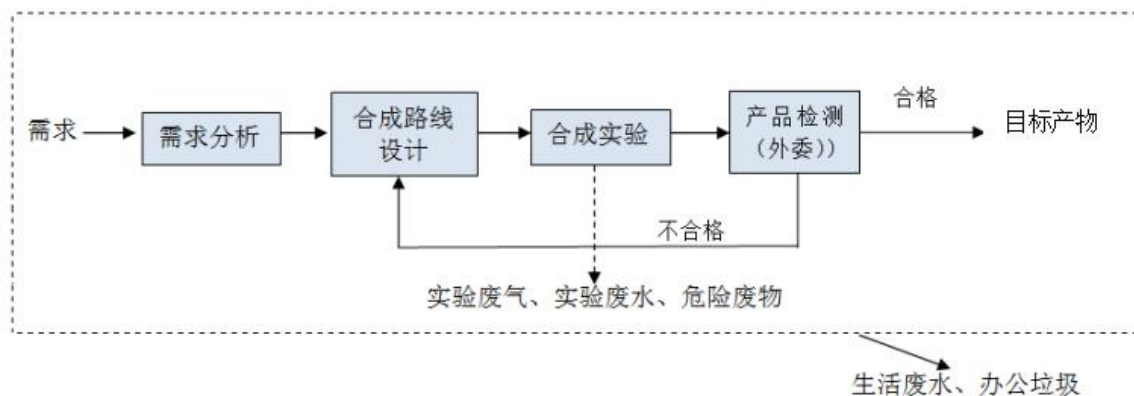 需求
需求分析
合成路线
设计
合成实验
产品检测
（外委））
合格
目标产物
不合格
实验废气、实验废水、危险废物
生活废水、办公垃圾